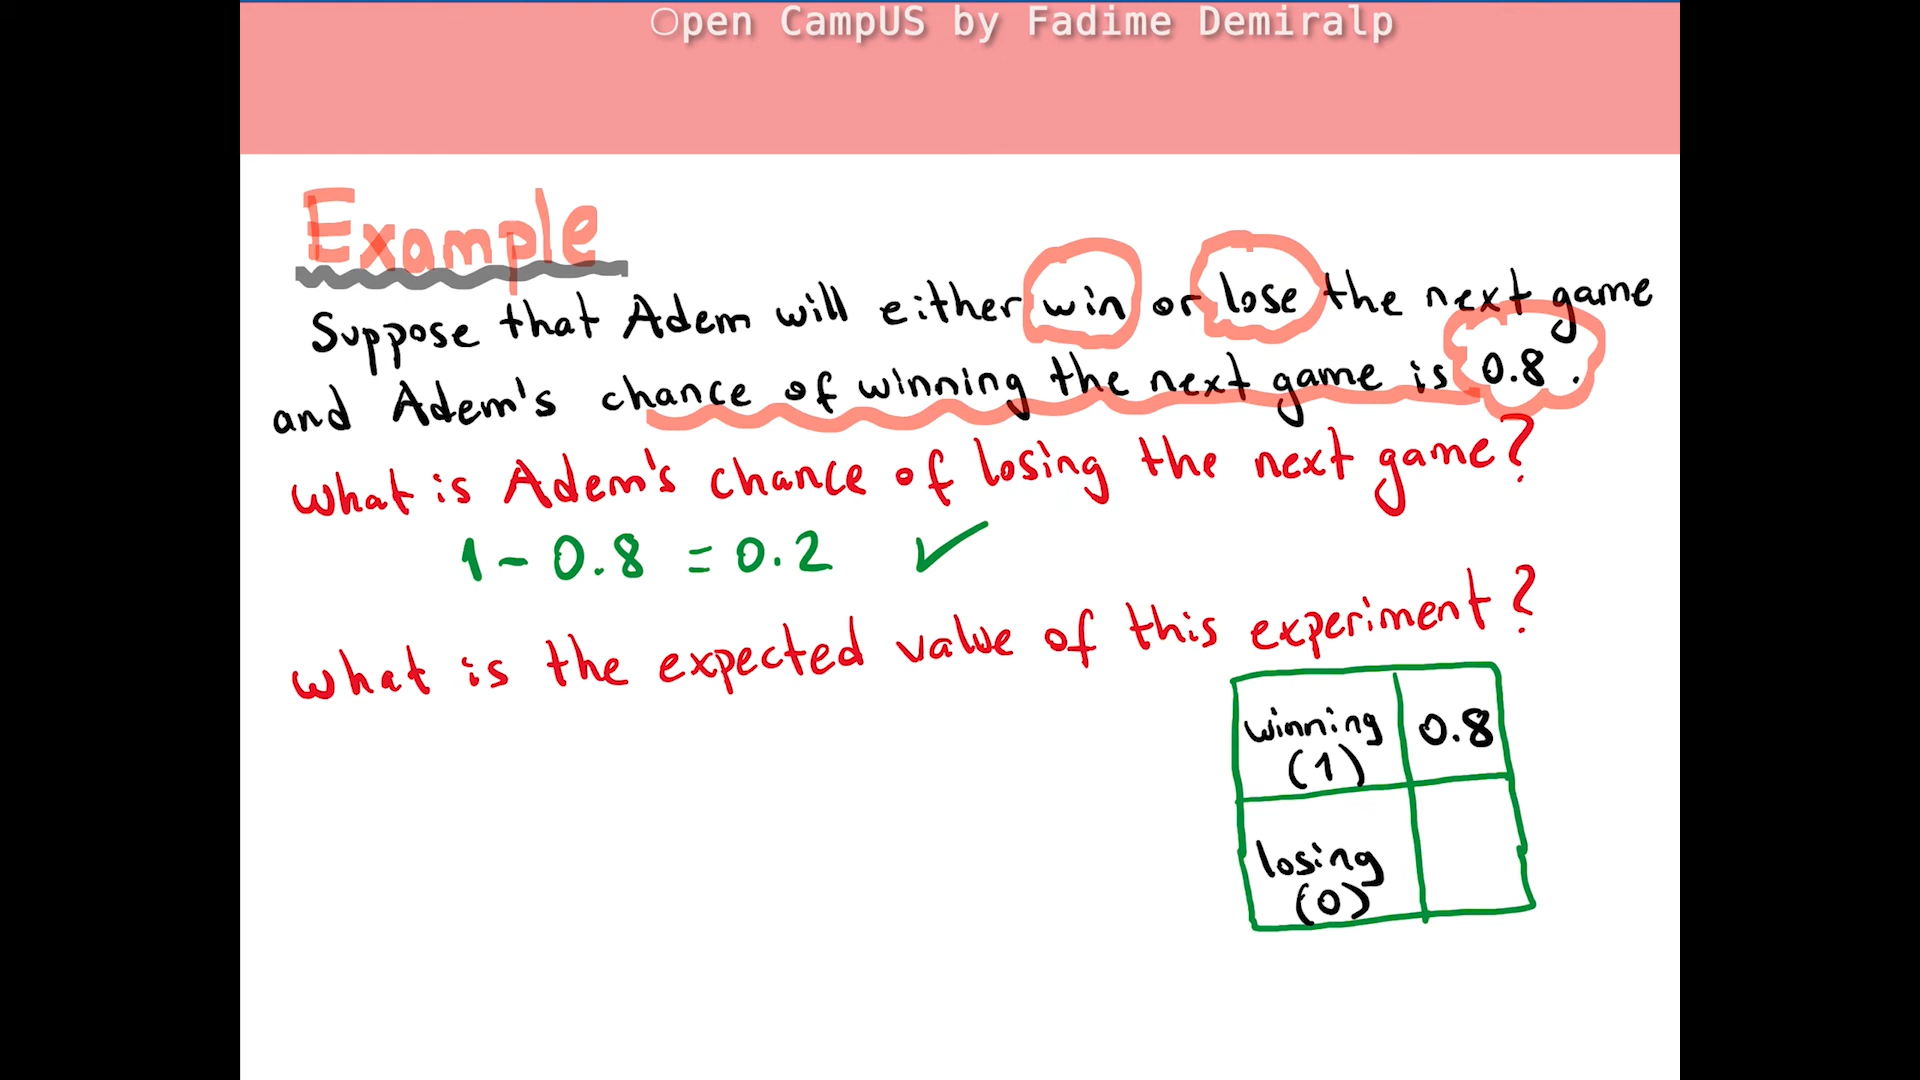 Open CampUS by Fadime Demiralp
Example
Suppose that Adem will either win or lose the next game
and Adem's chance of winning the next game is 0.8.
What is Adem's chance of losing the next game?
1 - 0.8 = 0.2 ✓
What is the expected value of this experiment?
winning 0.8
(1)
losing
(0)